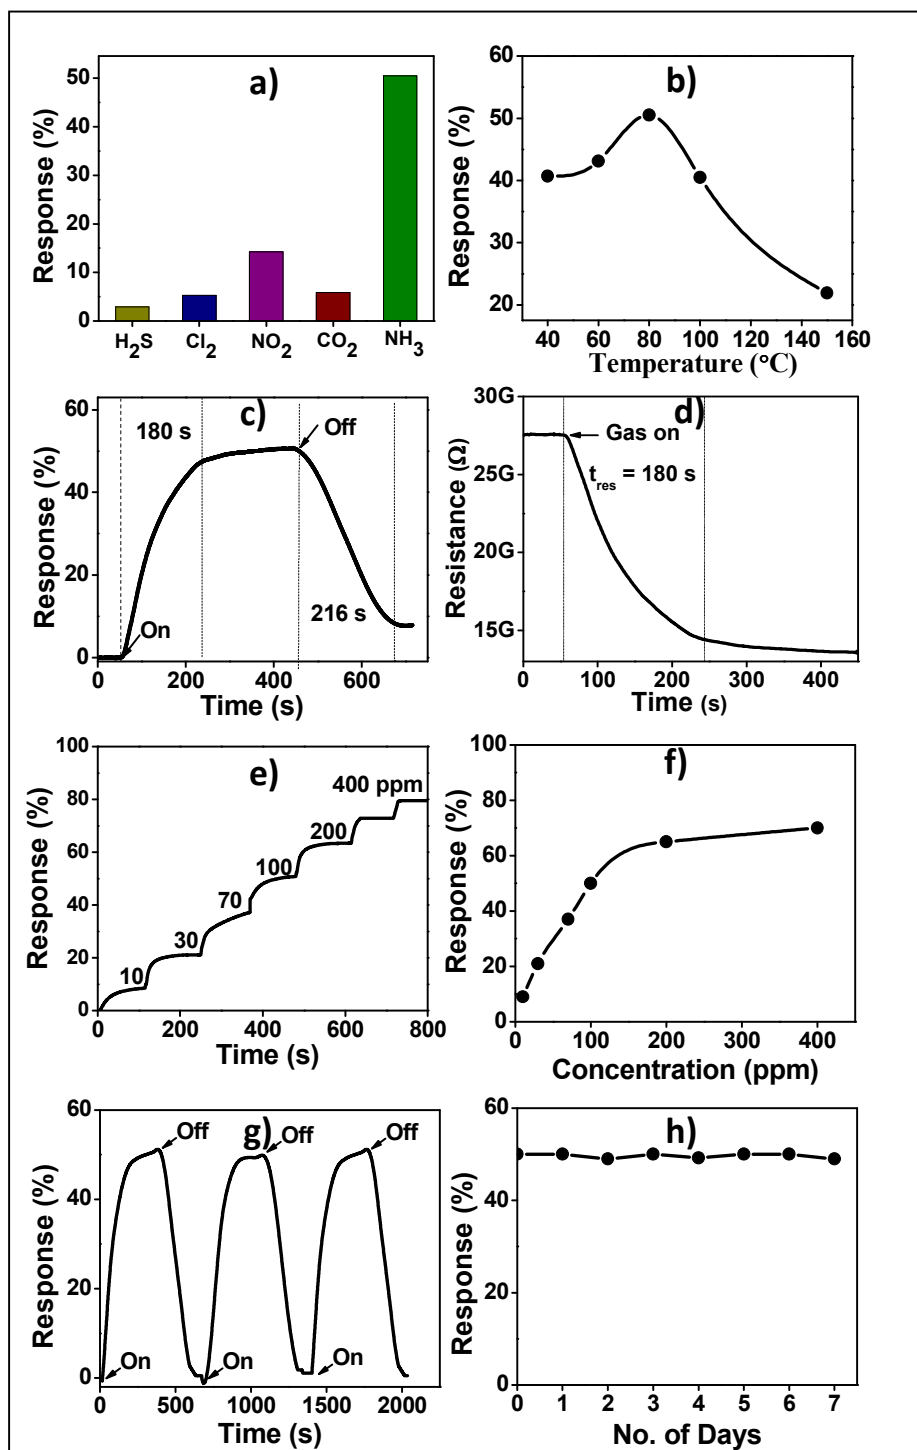 a)
Response (%)
50
40
30
20
10
0
H₂S Cl₂ NO₂ CO₂ NH₃
b)
Response (%)
60
50
40
30
20
40 60 80 100 120 140 160
Temperature (°C)
c)
Response (%)
60
40
20
0
180 s
Off
216 s
On
0 200 400 600
Time (s)
d)
Resistance (Ω)
30G
25G
20G
15G
Gas on
t_res = 180 s
0 100 200 300 400
Time (s)
e)
Response (%)
100
80
60
40
20
0
400 ppm
200
100
70
30
10
0 200 400 600 800
Time (s)
f)
Response (%)
100
80
60
40
20
0
0 100 200 300 400
Concentration (ppm)
g)
Response (%)
60
40
20
0
Off Off Off
On On On
0 500 1000 1500 2000
Time (s)
h)
Response (%)
60
40
20
0
0 1 2 3 4 5 6 7
No. of Days